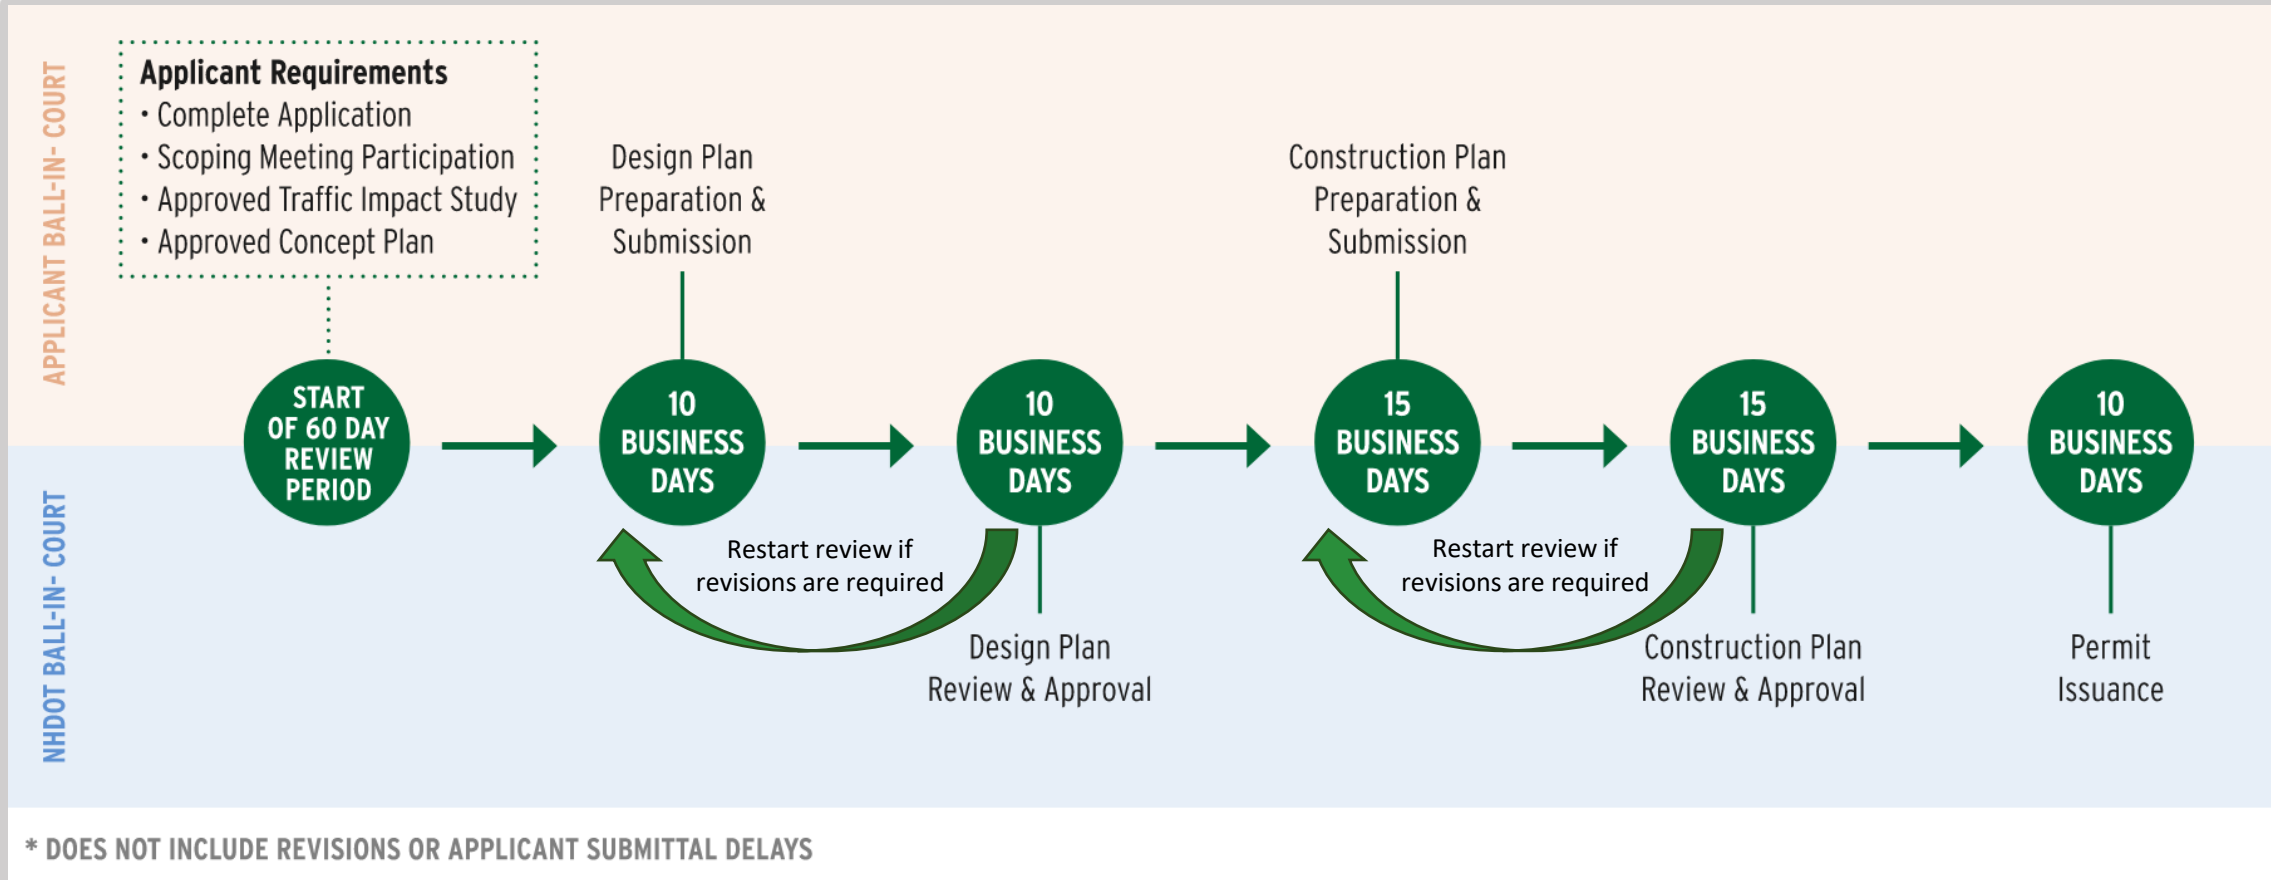 APPLICANT BALL-IN- COURT
Applicant Requirements
· Complete Application
· Scoping Meeting Participation
· Approved Traffic Impact Study
· Approved Concept Plan
Design Plan
Preparation &
Submission
Construction Plan
Preparation &
Submission
START
OF 60 DAY
REVIEW
PERIOD
10
BUSINESS
DAYS
10
BUSINESS
DAYS
15
BUSINESS
DAYS
15
BUSINESS
DAYS
10
BUSINESS
DAYS
NHDOT BALL-IN- COURT
Restart review if
revisions are required
Restart review if
revisions are required
Design Plan
Review & Approval
Construction Plan
Review & Approval
Permit
Issuance
* DOES NOT INCLUDE REVISIONS OR APPLICANT SUBMITTAL DELAYS